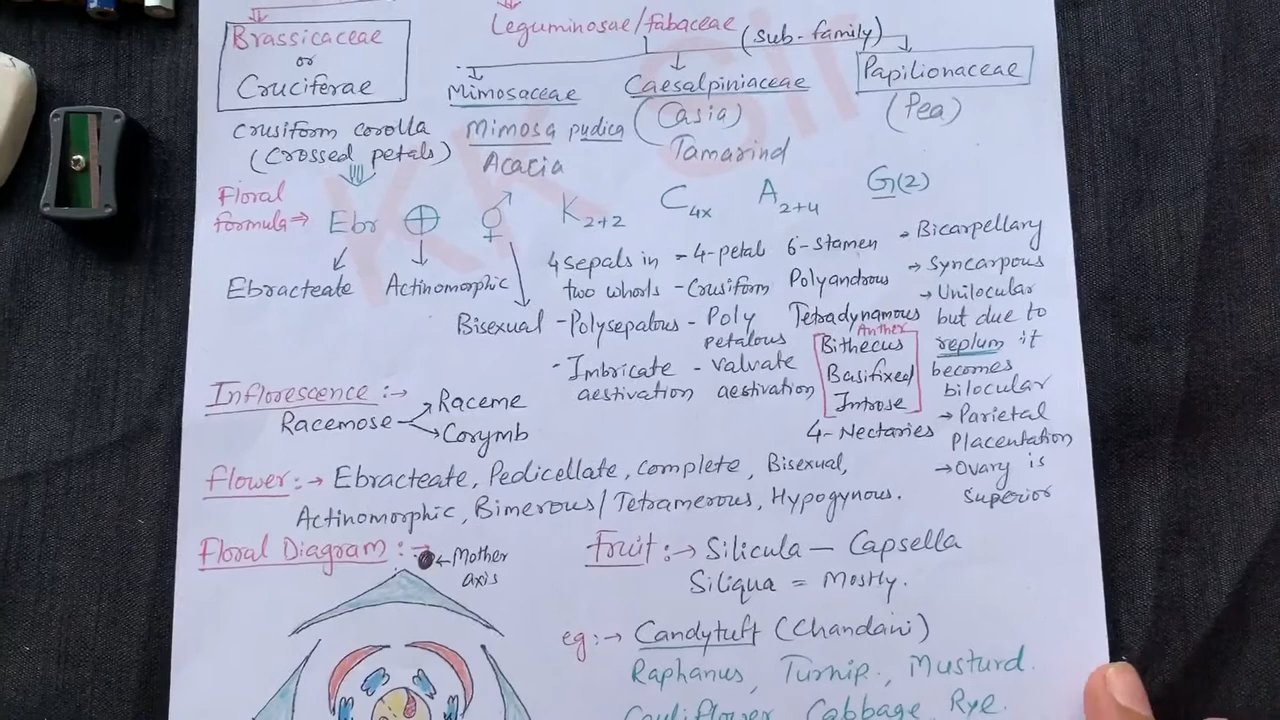 Leguminosae/fabaceae (Sub-family)
Brassicaceae
or
Cruciferae
Mimosaceae
Caesalpiniaceae
Papilionaceae
Crusiform corolla
(Crossed petals)
Mimosa pudica
Acacia
(Casia)
Tamarind
(Pea)
KK Sir
Floral
formula⇒ Ebr ⊕ ⚥ K2+2 C4x A2+4 G(2)
Ebracteate
Actinomorphic
Bisexual
4 sepals in
two whorls
- Polysepalous
- Imbricate
aestivation
- 4-petal
- Crusiform
- Poly
petalous
- Valvate
aestivation
6-stamen
Polyandrous
Tetradynamous
Anther
Bithecus
Basifixed
Introse
4-Nectaries
→ Bicarpellary
→ Syncarpous
→ Unilocular
but due to
replum it
becomes
bilocular
→ Parietal
Placentation
→ Ovary is
Superior
Inflorescence :→
Racemose
Raceme
Corymb
Flower:→ Ebracteate, Pedicellate, Complete, Bisexual,
Actinomorphic, Bimerous/Tetramerous, Hypogynous.
Floral Diagram :→
←Mother
axis
Fruit:→ Silicula — Capsella
Siliqua = Mostly.
eg:→ Candytuft (Chandani)
Raphanus, Turnip, Musturd.
Cauliflower, Cabbage, Rye.